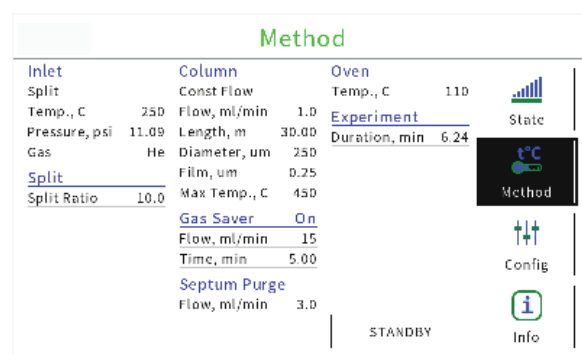 Method
Inlet
Split
Temp., C 250
Pressure, psi 11.09
Gas He
Split
Split Ratio 10.0
Column
Const Flow
Flow, ml/min 1.0
Length, m 30.00
Diameter, um 250
Film, um 0.25
Max Temp., C 450
Gas Saver On
Flow, ml/min 15
Time, min 5.00
Septum Purge
Flow, ml/min 3.0
Oven
Temp., C 110
Experiment
Duration, min 6.24
STANDBY
State
t°C
Method
Config
i
Info